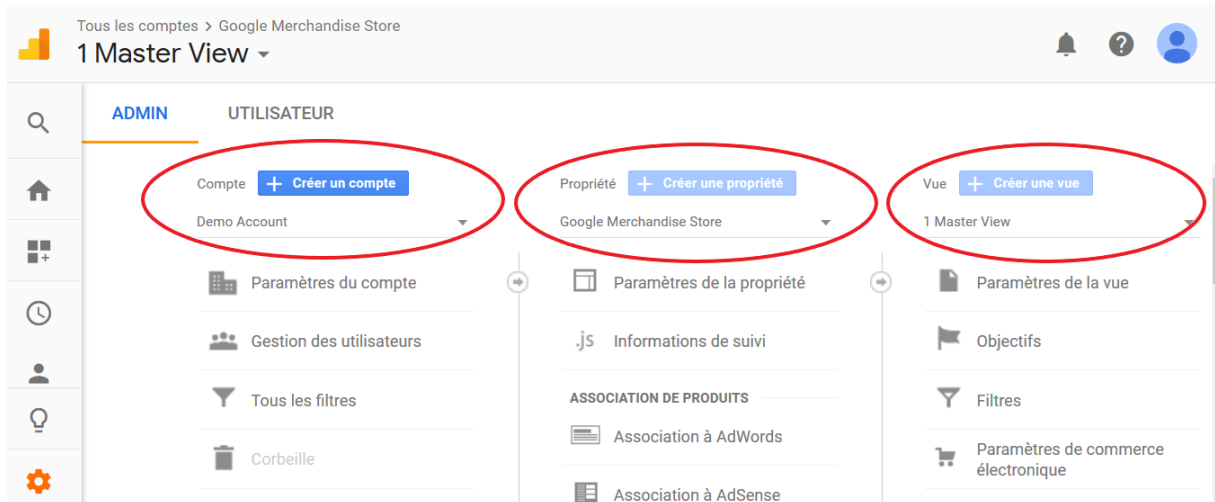 Tous les comptes > Google Merchandise Store
1 Master View
ADMIN
UTILISATEUR
Compte
+ Créer un compte
Demo Account
Paramètres du compte
Gestion des utilisateurs
Tous les filtres
Corbeille
Propriété
+ Créer une propriété
Google Merchandise Store
Paramètres de la propriété
.js Informations de suivi
ASSOCIATION DE PRODUITS
Association à AdWords
Association à AdSense
Vue
+ Créer une vue
1 Master View
Paramètres de la vue
Objectifs
Filtres
Paramètres de commerce
électronique